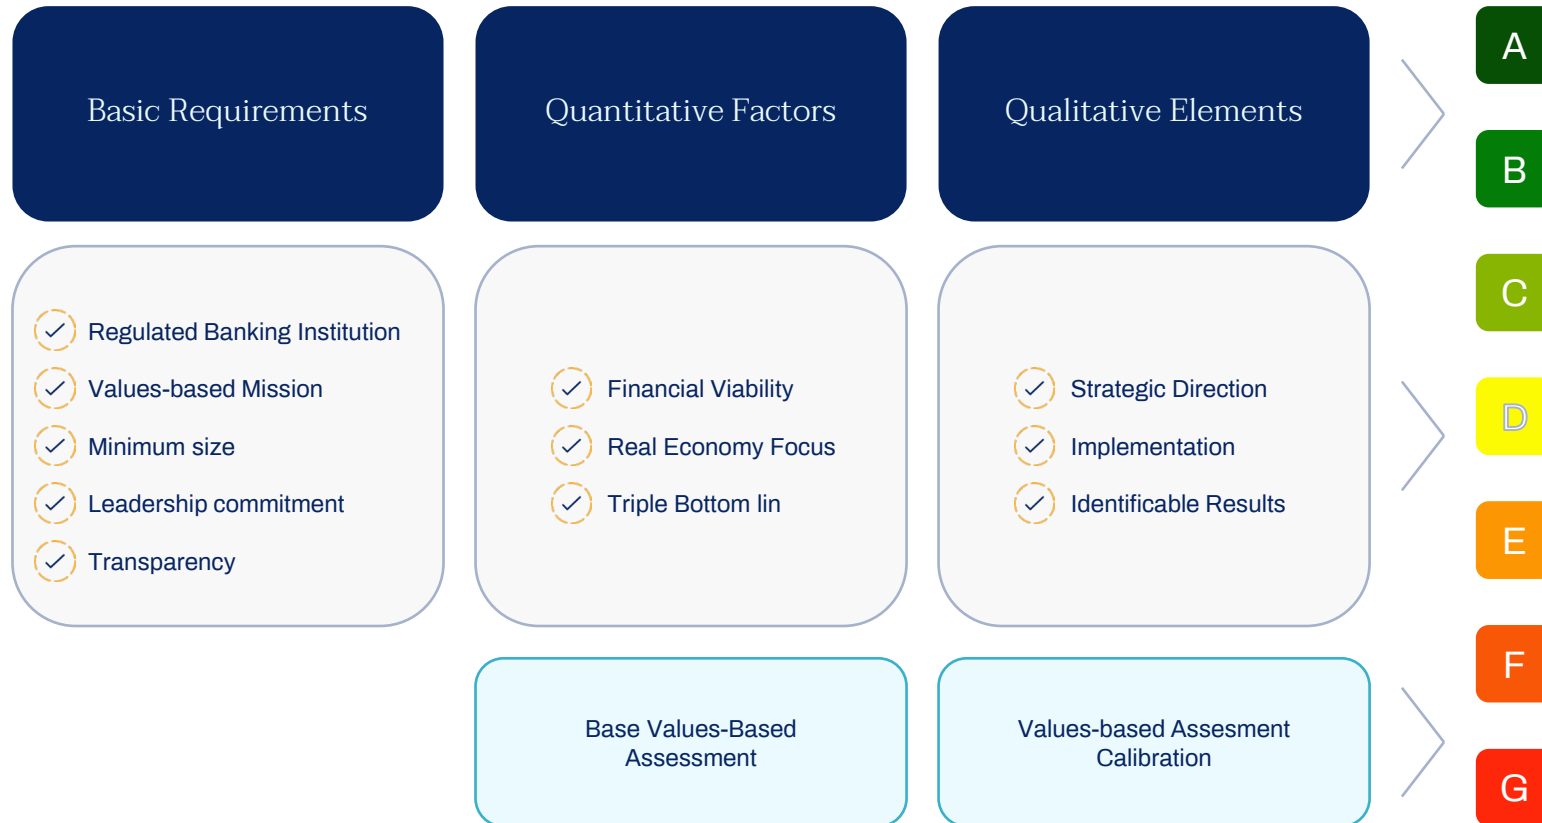 Basic Requirements
Quantitative Factors
Qualitative Elements
Regulated Banking Institution
Values-based Mission
Minimum size
Leadership commitment
Transparency
Financial Viability
Real Economy Focus
Triple Bottom lin
Strategic Direction
Implementation
Identificable Results
Base Values-Based
Assessment
Values-based Assesment
Calibration
A
B
C
D
E
F
G